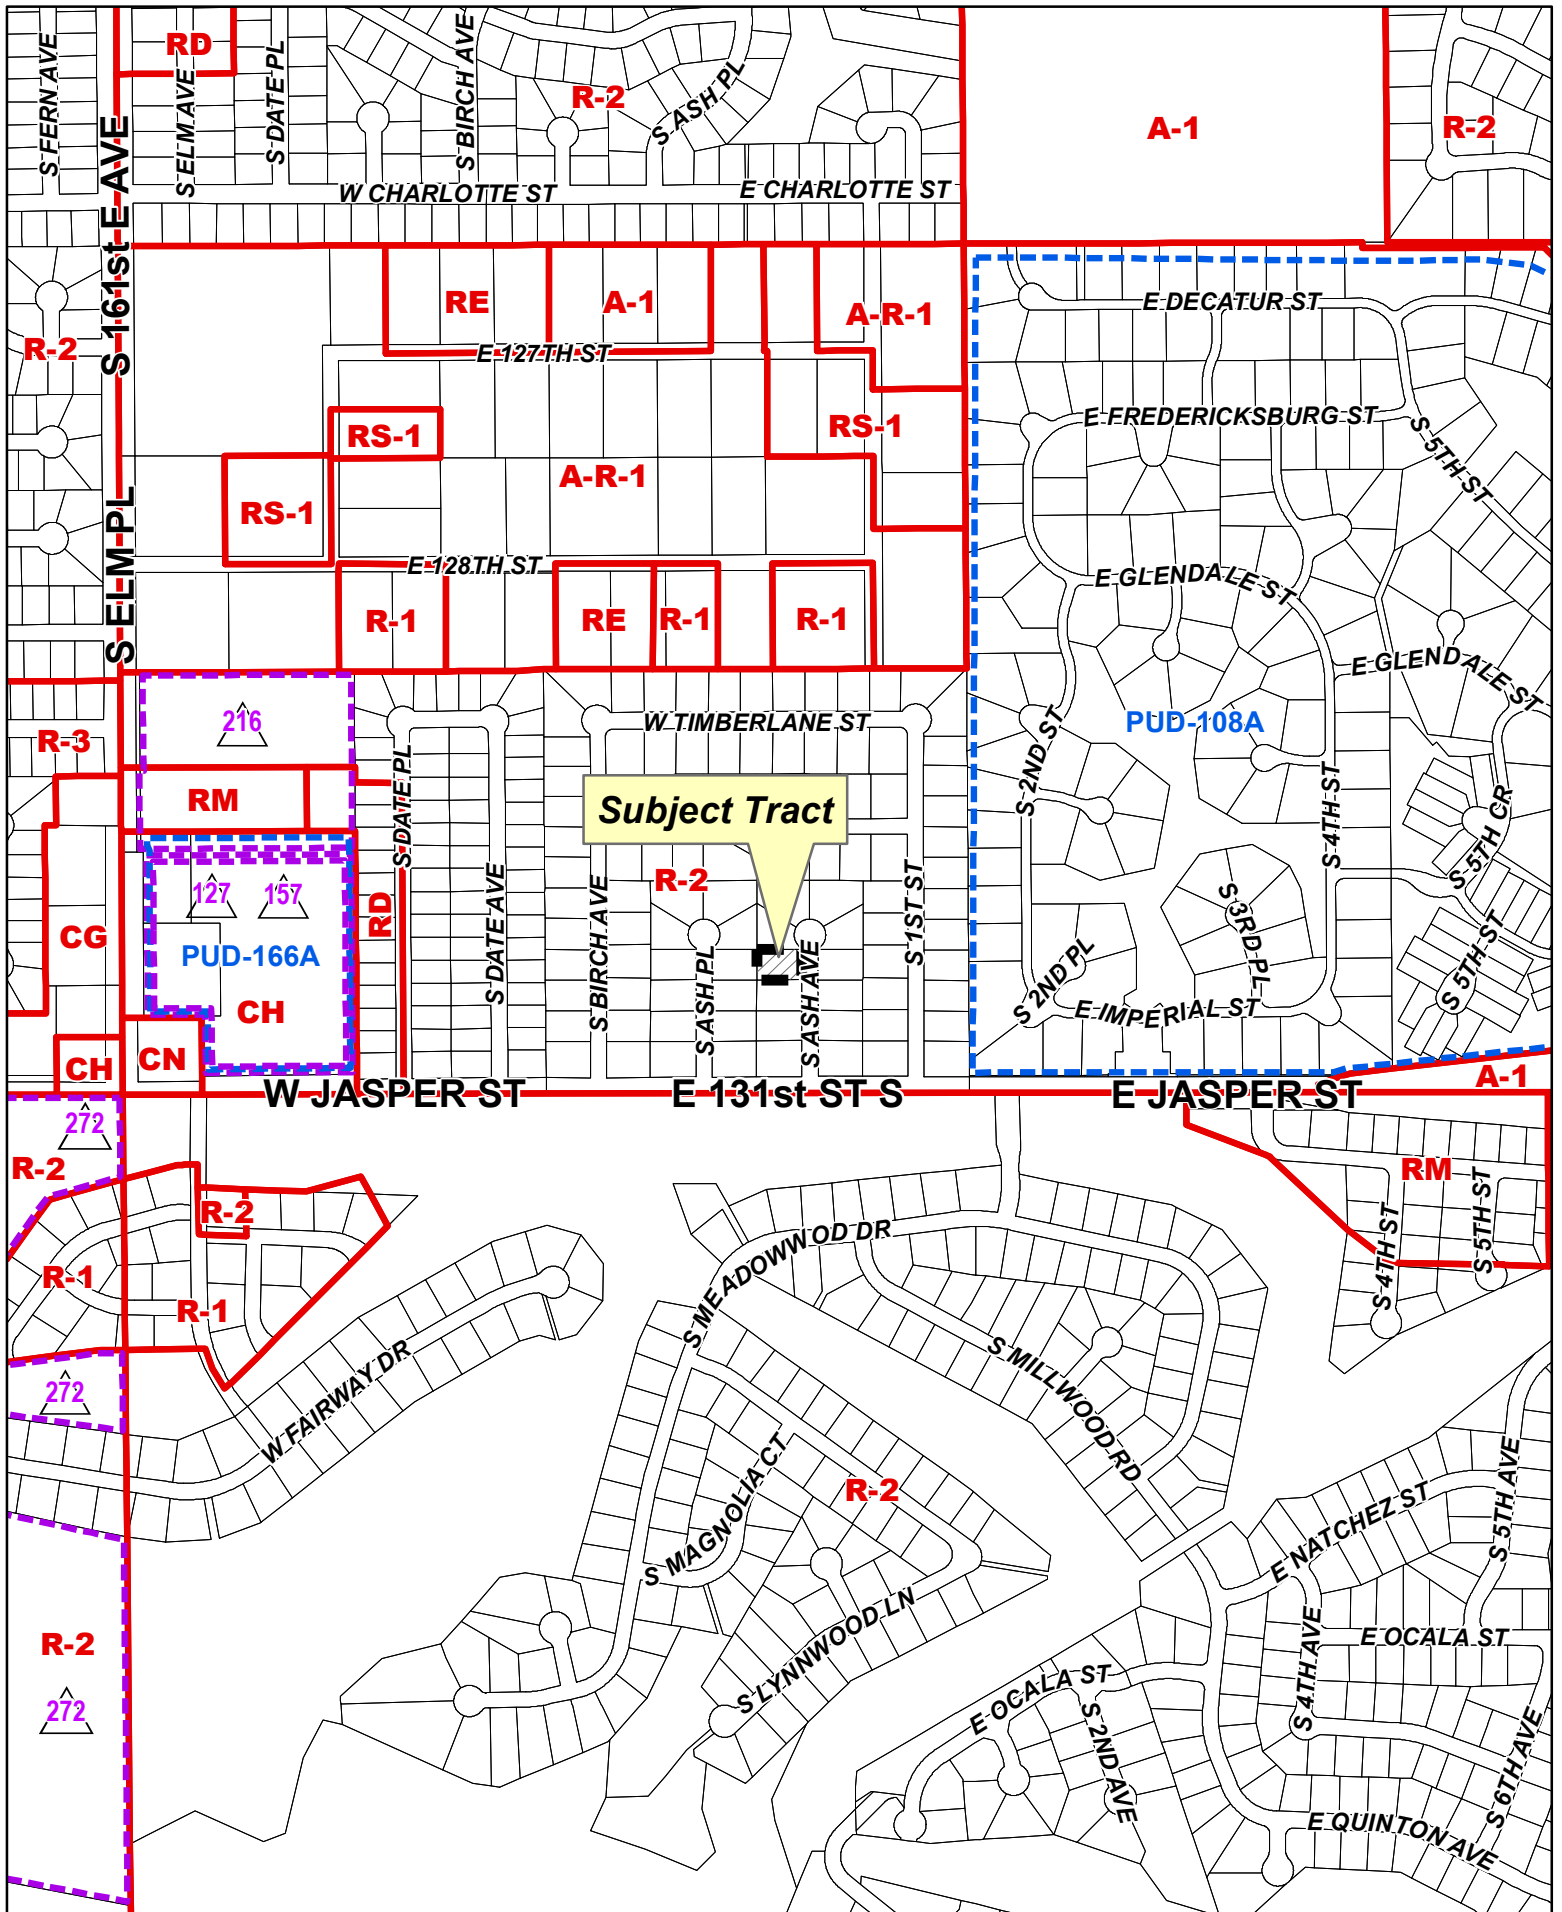 RD
S FERN AVE
S ELM AVE
S DATE PL
S BIRCH AVE
R-2
S ASH PL
A-1
R-2
S 161st E AVE
W CHARLOTTE ST
E CHARLOTTE ST
R-2
RE
A-1
A-R-1
E DECATUR ST
E 127TH ST
RS-1
RS-1
E FREDERICKSBURG ST
S 5TH ST
A-R-1
RS-1
S ELM PL
E 128TH ST
E GLENDALE ST
R-1
RE
R-1
R-1
E GLENDALE ST
216
W TIMBERLANE ST
PUD-108A
R-3
S DATE PL
S 2ND ST
RM
Subject Tract
S 4TH ST
S 5TH CR
127
157
R-2
RD
CG
PUD-166A
S DATE AVE
S BIRCH AVE
S 1ST ST
S 3RD PL
S 5TH ST
CH
S ASH PL
S ASH AVE
S 2ND PL
E IMPERIAL ST
CN
CH
A-1
W JASPER ST
E 131st ST S
E JASPER ST
272
R-2
RM
R-2
S MEADOWWOD DR
S 4TH ST
S 5TH ST
R-1
R-1
272
W FAIRWAY DR
S MILLWOOD RD
S MAGNOLIA CT
R-2
E NATCHEZ ST
S 5TH AVE
S LYNNWOOD LN
R-2
272
E OCALA ST
S 4TH AVE
E OCALA ST
S 2ND AVE
S 6TH AVE
E QUINTON AVE